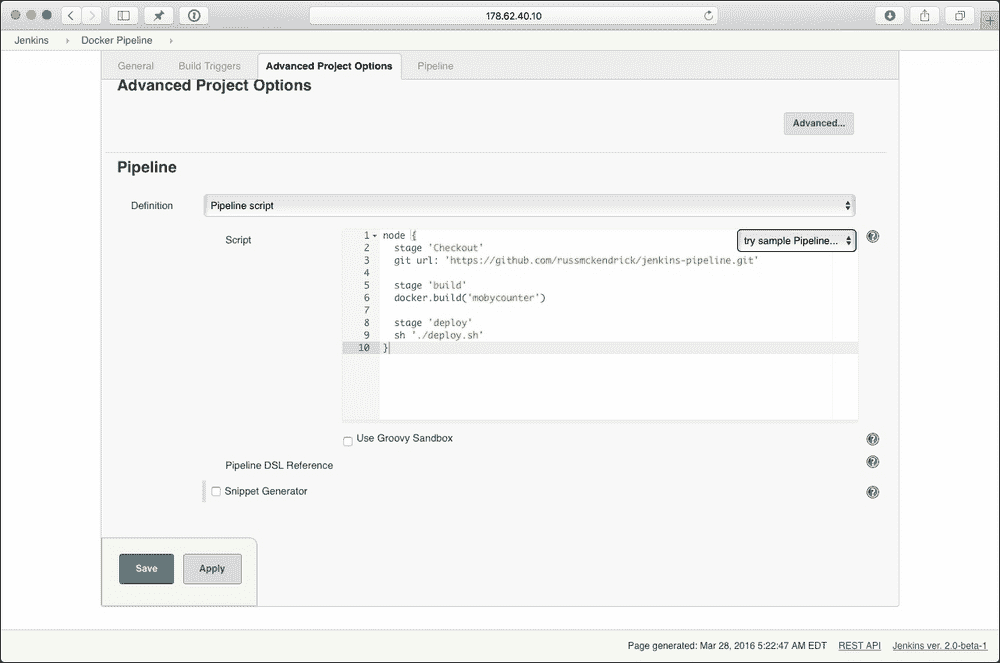 178.62.40.10
Jenkins Docker Pipeline
General Build Triggers Advanced Project Options Pipeline
Advanced Project Options
Advanced...
Pipeline
Definition Pipeline script
Script
try sample Pipeline...
1 node {
2 stage 'Checkout'
3 git url: 'https://github.com/russmckendrick/jenkins-pipeline.git'
4
5 stage 'build'
6 docker.build('mobycounter')
7
8 stage 'deploy'
9 sh './deploy.sh'
10 }
Use Groovy Sandbox
Pipeline DSL Reference
Snippet Generator
Save Apply
Page generated: Mar 28, 2016 5:22:47 AM EDT REST API Jenkins ver. 2.0-beta-1